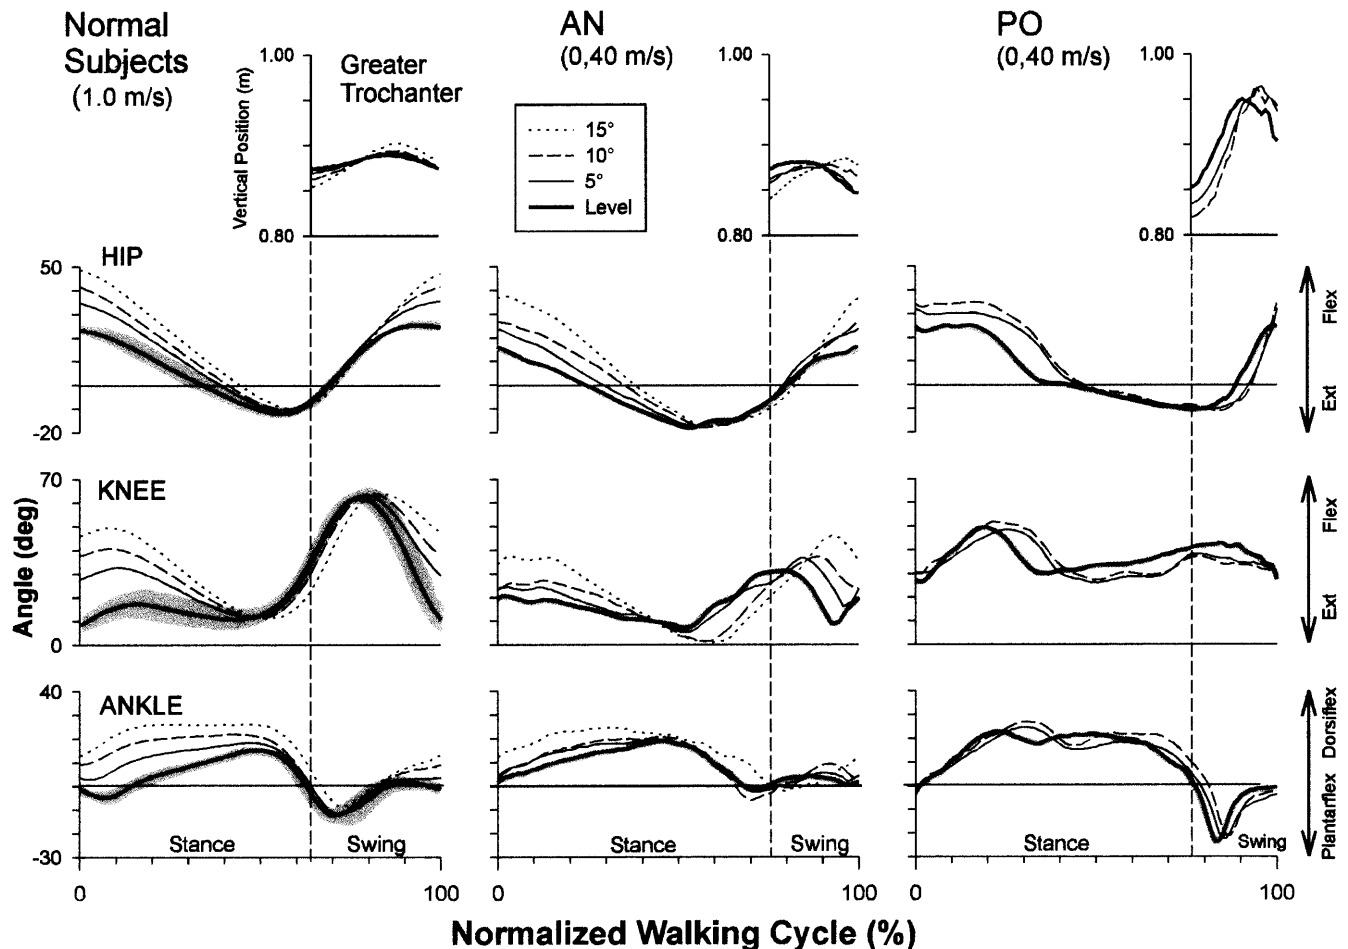 Normal
Subjects
(1.0 m/s)
AN
(0,40 m/s)
PO
(0,40 m/s)
1.00
0.80
Vertical Position (m)
Greater
Trochanter
15°
10°
5°
Level
1.00
0.80
1.00
0.80
HIP
50
-20
Flex
Ext
KNEE
70
0
Flex
Ext
Angle (deg)
ANKLE
40
-30
Dorsiflex
Plantarflex
Stance
Swing
Stance
Swing
Stance
Swing
0
100
0
100
0
100
Normalized Walking Cycle (%)